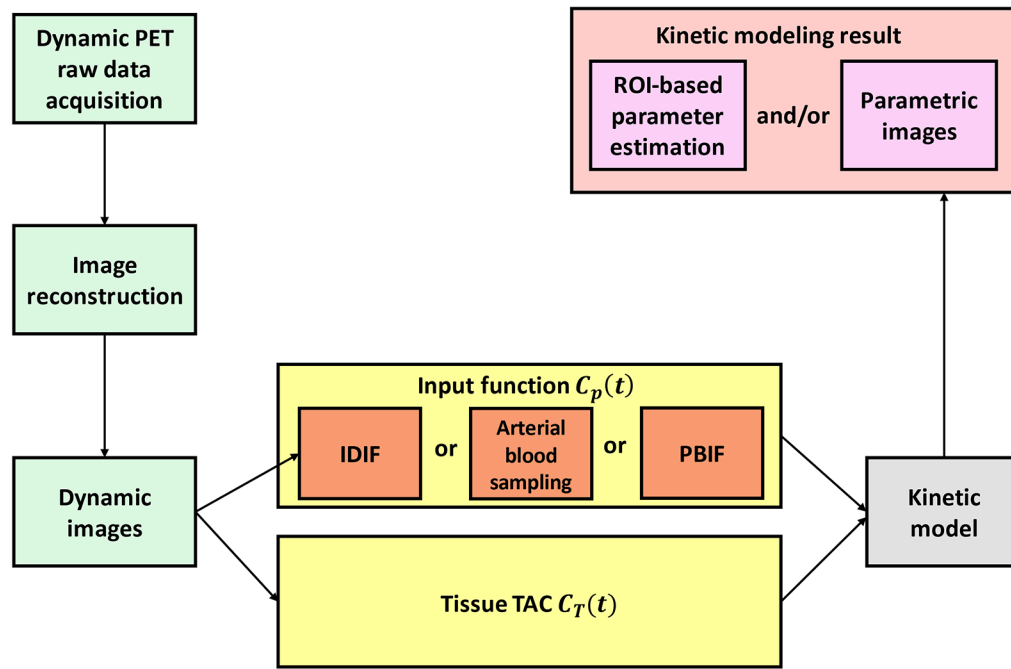 Dynamic PET
raw data
acquisition
Image
reconstruction
Dynamic
images
Input function C_p(t)
IDIF
or
Arterial
blood
sampling
or
PBIF
Tissue TAC C_T(t)
Kinetic
model
Kinetic modeling result
ROI-based
parameter
estimation
and/or
Parametric
images